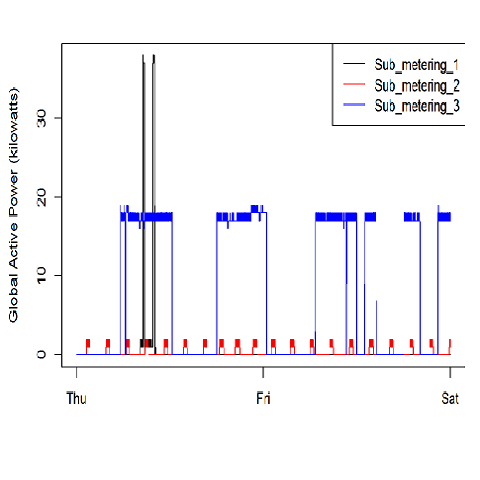 Sub_metering_1
Sub_metering_2
Sub_metering_3
Global Active Power (kilowatts)
30
20
10
0
Thu Fri Sat